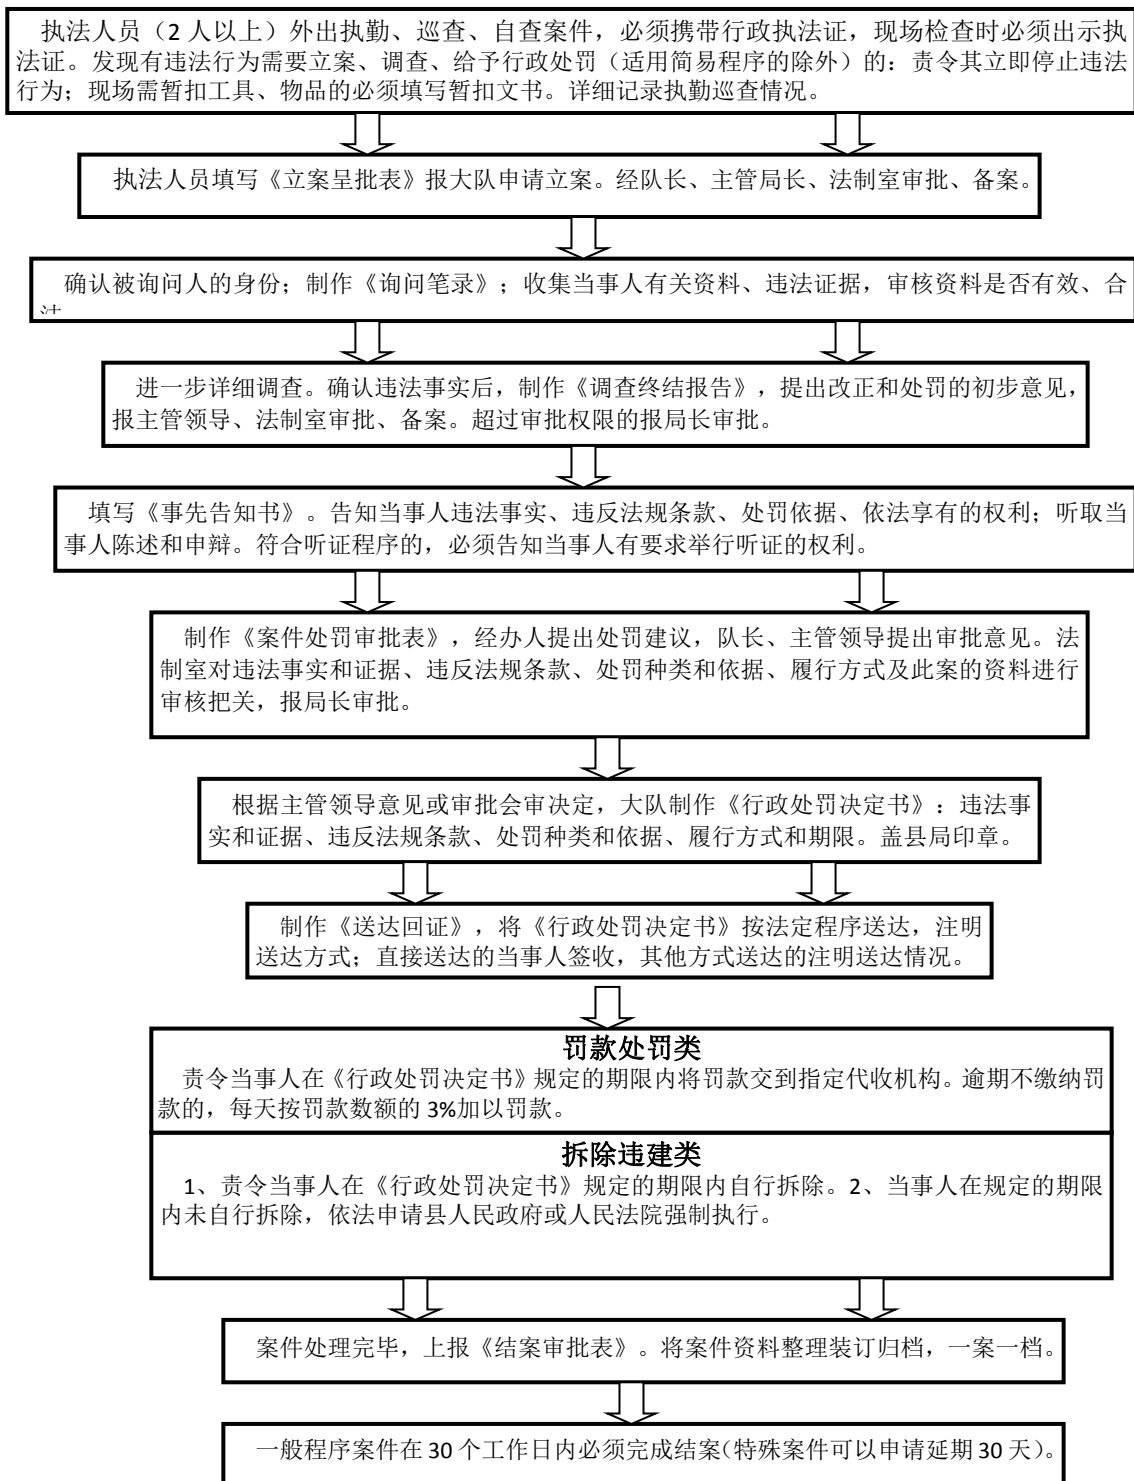 执法人员（2 人以上）外出执勤、巡查、自查案件，必须携带行政执法证，现场检查时必须出示执
法证。发现有违法行为需要立案、调查、给予行政处罚（适用简易程序的除外）的：责令其立即停止违法
行为；现场需暂扣工具、物品的必须填写暂扣文书。详细记录执勤巡查情况。
执法人员填写《立案呈批表》报大队申请立案。经队长、主管局长、法制室审批、备案。
确认被询问人的身份；制作《询问笔录》；收集当事人有关资料、违法证据，审核资料是否有效、合
进一步详细调查。确认违法事实后，制作《调查终结报告》，提出改正和处罚的初步意见，
报主管领导、法制室审批、备案。超过审批权限的报局长审批。
填写《事先告知书》。告知当事人违法事实、违反法规条款、处罚依据、依法享有的权利；听取当
事人陈述和申辩。符合听证程序的，必须告知当事人有要求举行听证的权利。
制作《案件处罚审批表》，经办人提出处罚建议，队长、主管领导提出审批意见。法
制室对违法事实和证据、违反法规条款、处罚种类和依据、履行方式及此案的资料进行
审核把关，报局长审批。
根据主管领导意见或审批会审决定，大队制作《行政处罚决定书》：违法事
实和证据、违反法规条款、处罚种类和依据、履行方式和期限。盖县局印章。
制作《送达回证》，将《行政处罚决定书》按法定程序送达，注明
送达方式；直接送达的当事人签收，其他方式送达的注明送达情况。
罚款处罚类
责令当事人在《行政处罚决定书》规定的期限内将罚款交到指定代收机构。逾期不缴纳罚
款的，每天按罚款数额的 3%加以罚款。
拆除违建类
1、责令当事人在《行政处罚决定书》规定的期限内自行拆除。2、当事人在规定的期限
内未自行拆除，依法申请县人民政府或人民法院强制执行。
案件处理完毕，上报《结案审批表》。将案件资料整理装订归档，一案一档。
一般程序案件在 30 个工作日内必须完成结案（特殊案件可以申请延期 30 天）。